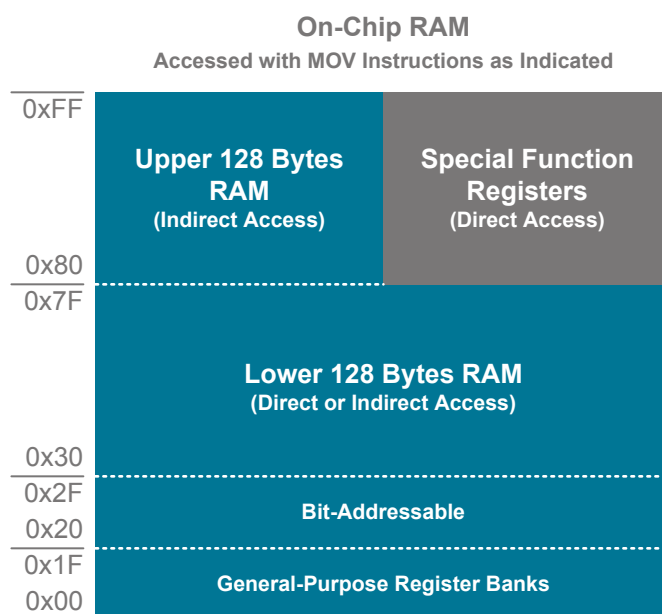 On-Chip RAM
Accessed with MOV Instructions as Indicated
0xFF
Upper 128 Bytes
RAM
(Indirect Access)
Special Function
Registers
(Direct Access)
0x80
0x7F
Lower 128 Bytes RAM
(Direct or Indirect Access)
0x30
0x2F
Bit-Addressable
0x20
0x1F
General-Purpose Register Banks
0x00